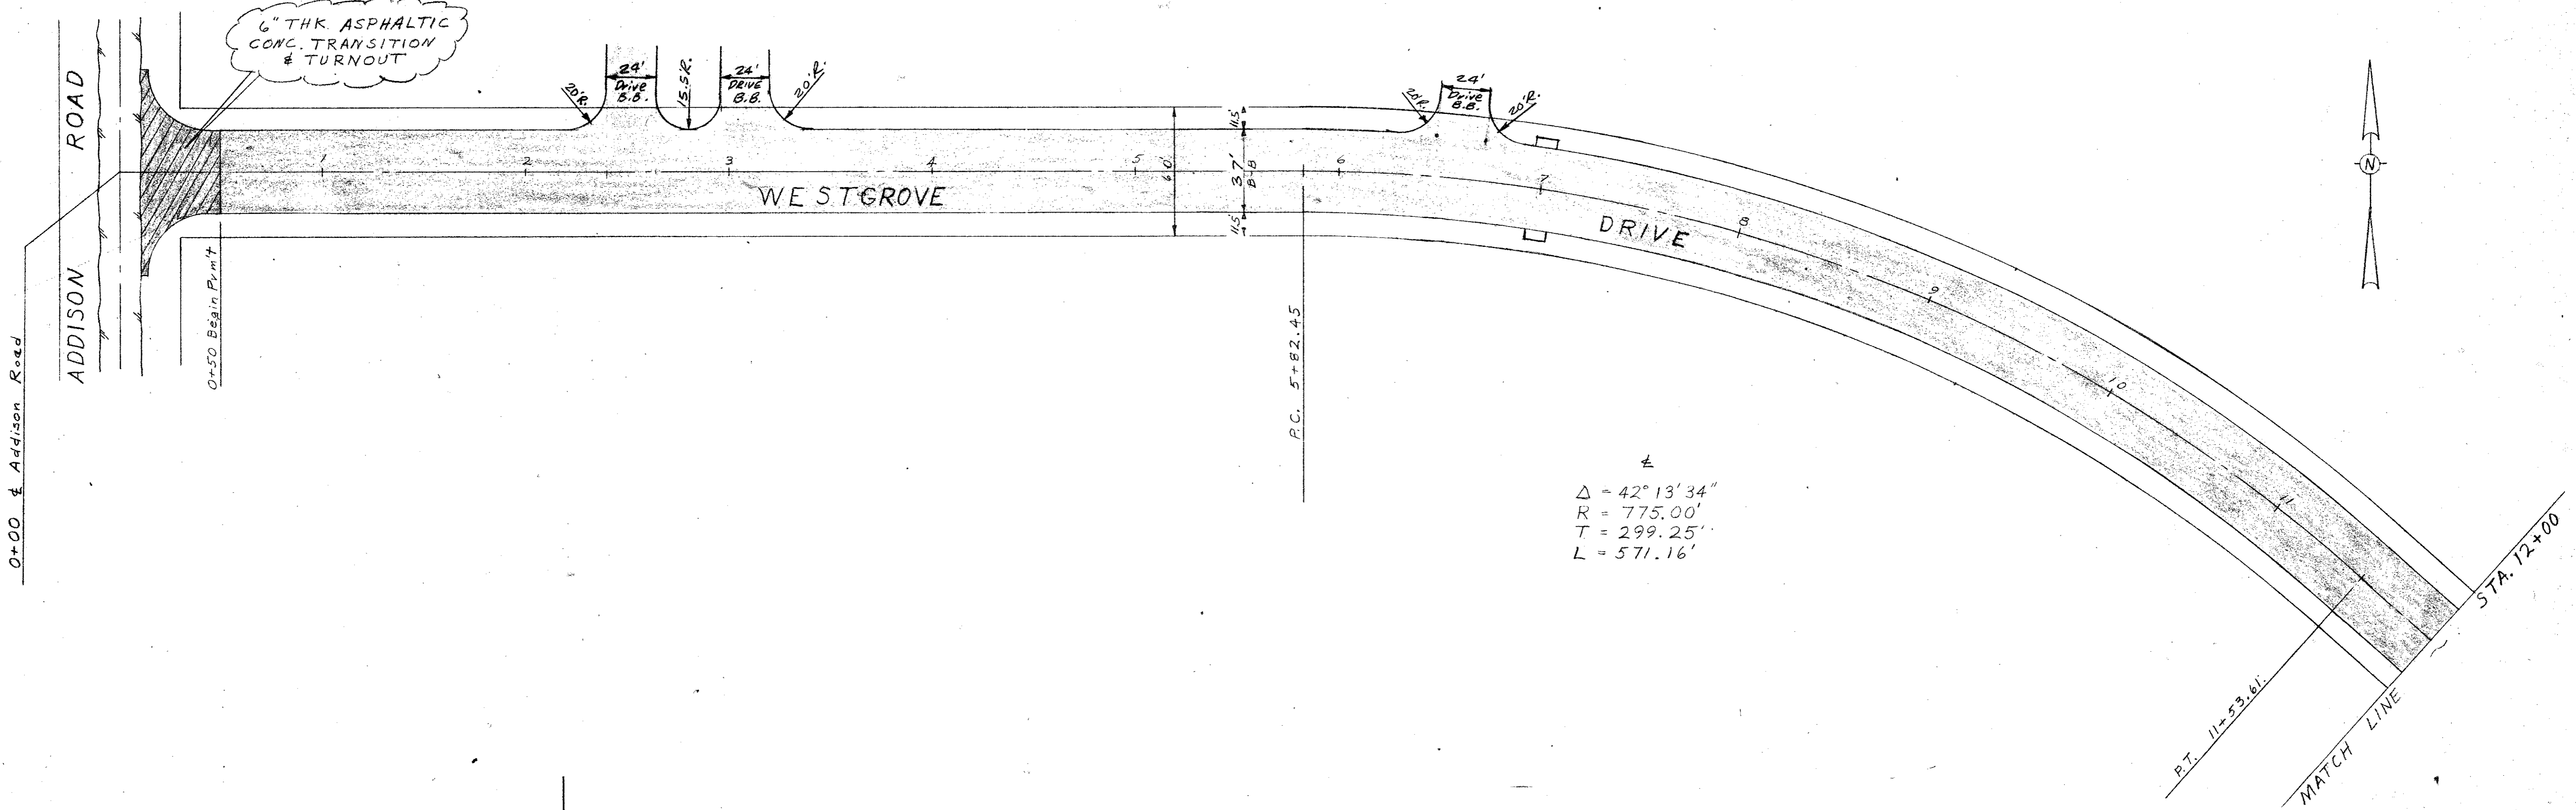 6" THK. ASPHALTIC
CONC. TRANSITION
& TURNOUT
ADDISON ROAD
0+00 ℄ Addison Road
0+50 Begin Pvm't
20'R.
24'
Drive
B.B.
15.5'R.
24'
DRIVE
B.B.
20'R.
1
2
3
4
5
6
7
8
9
10
11
WESTGROVE
DRIVE
60'
11.5'
37'
B-B
11.5'
20'R.
24'
Drive
B.B.
20'R.
N
P.C. 5+82.45
℄
Δ = 42°13'34"
R = 775.00'
T = 299.25'
L = 571.16'
P.T. 11+53.61
MATCH LINE
STA. 12+00